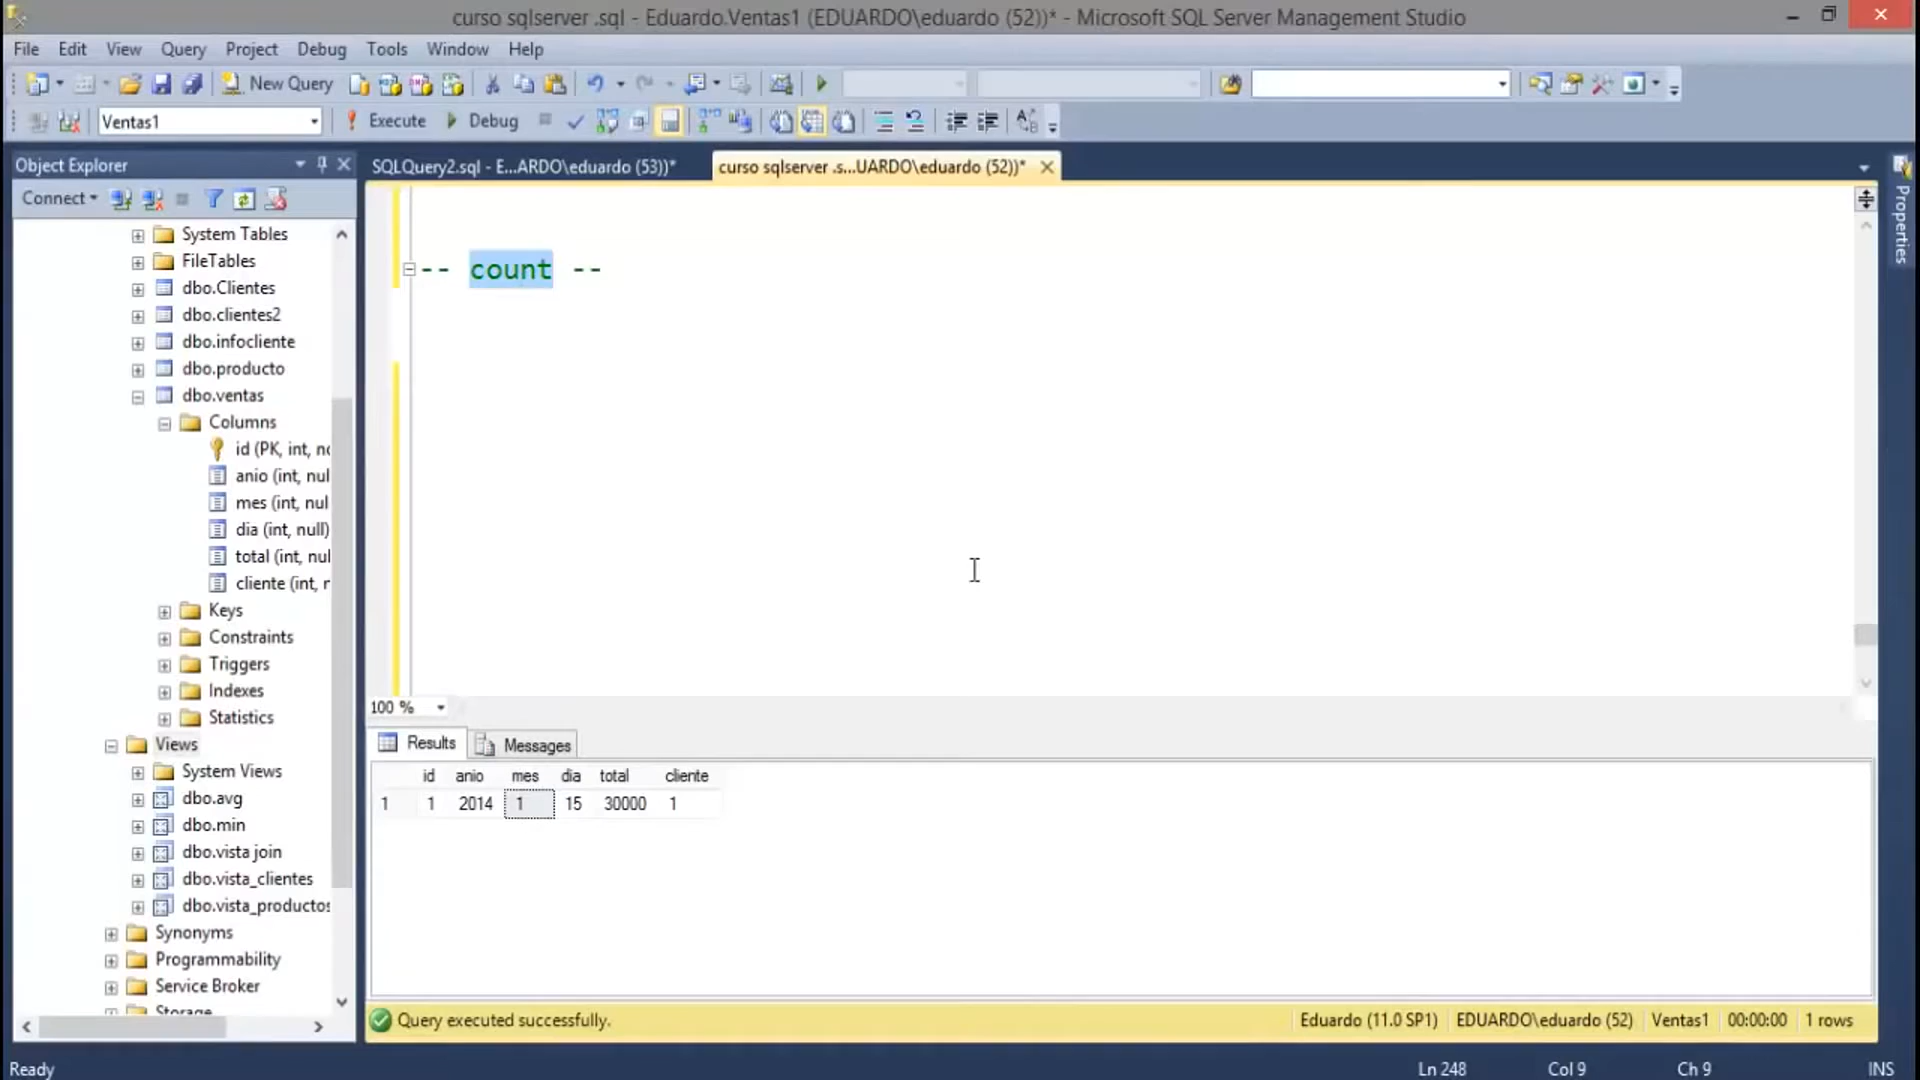 curso sqlserver .sql - Eduardo.Ventas1 (EDUARDO\eduardo (52))* - Microsoft SQL Server Management Studio
File Edit View Query Project Debug Tools Window Help
New Query
Ventas1 Execute Debug
Object Explorer
SQLQuery2.sql - E...ARDO\eduardo (53))* curso sqlserver .s...UARDO\eduardo (52))*
Connect
System Tables
FileTables
dbo.Clientes
dbo.clientes2
dbo.infocliente
dbo.producto
dbo.ventas
Columns
id (PK, int, no
anio (int, nul
mes (int, nul
dia (int, null)
total (int, nul
cliente (int, n
Keys
Constraints
Triggers
Indexes
Statistics
Views
System Views
dbo.avg
dbo.min
dbo.vista join
dbo.vista_clientes
dbo.vista_productos
Synonyms
Programmability
Service Broker
Storage
-- count --
100 %
Results Messages
id anio mes dia total cliente
1 1 2014 1 15 30000 1
Query executed successfully. Eduardo (11.0 SP1) EDUARDO\eduardo (52) Ventas1 00:00:00 1 rows
Ready Ln 248 Col 9 Ch 9 INS
Properties